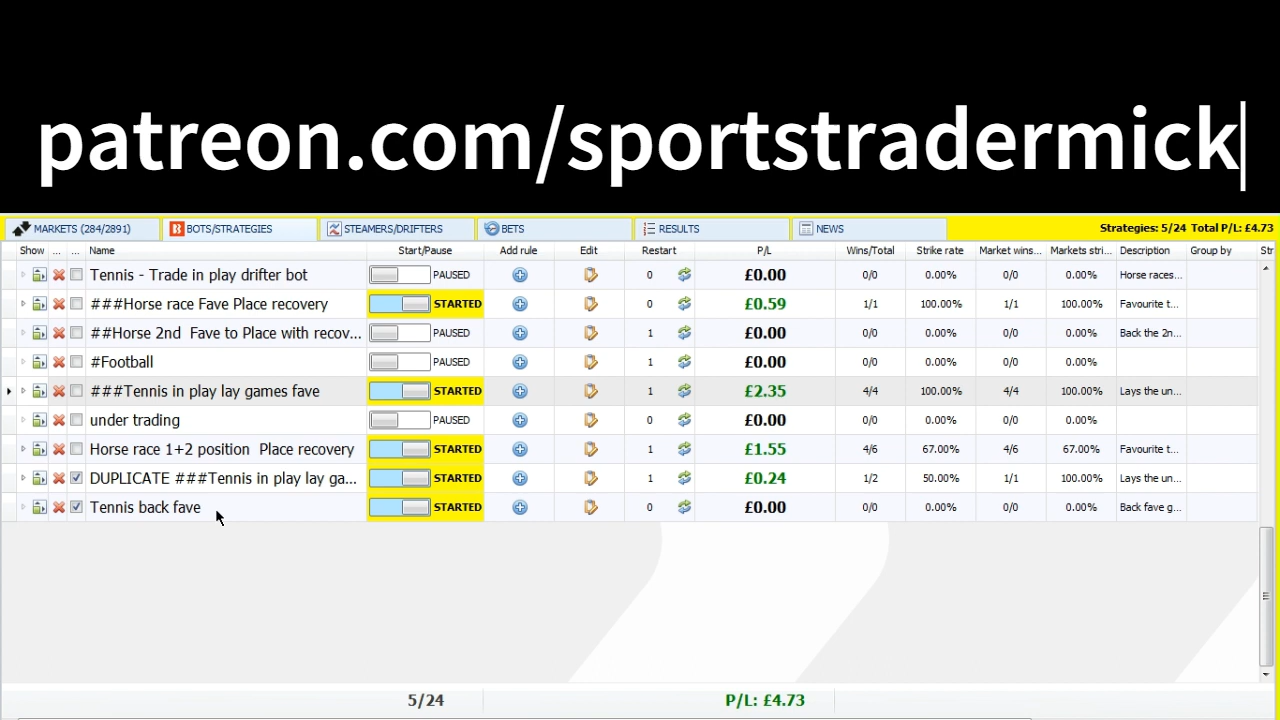 patreon.com/sportstradermick
MARKETS (284/2891) BOTS/STRATEGIES STEAMERS/DRIFTERS BETS RESULTS NEWS Strategies: 5/24 Total P/L: £4.73
Show ... ... Name Start/Pause Add rule Edit Restart P/L Wins/Total Strike rate Market wins... Markets stri... Description Group by Str
Tennis - Trade in play drifter bot PAUSED 0 £0.00 0/0 0.00% 0/0 0.00% Horse races...
###Horse race Fave Place recovery STARTED 0 £0.59 1/1 100.00% 1/1 100.00% Favourite t...
##Horse 2nd Fave to Place with recov... PAUSED 1 £0.00 0/0 0.00% 0/0 0.00% Back the 2n...
#Football PAUSED 1 £0.00 0/0 0.00% 0/0 0.00%
###Tennis in play lay games fave STARTED 1 £2.35 4/4 100.00% 4/4 100.00% Lays the un...
under trading PAUSED 0 £0.00 0/0 0.00% 0/0 0.00%
Horse race 1+2 position Place recovery STARTED 1 £1.55 4/6 67.00% 4/6 67.00% Favourite t...
DUPLICATE ###Tennis in play lay ga... STARTED 1 £0.24 1/2 50.00% 1/1 100.00% Lays the un...
Tennis back fave STARTED 0 £0.00 0/0 0.00% 0/0 0.00% Back fave g...
5/24 P/L: £4.73